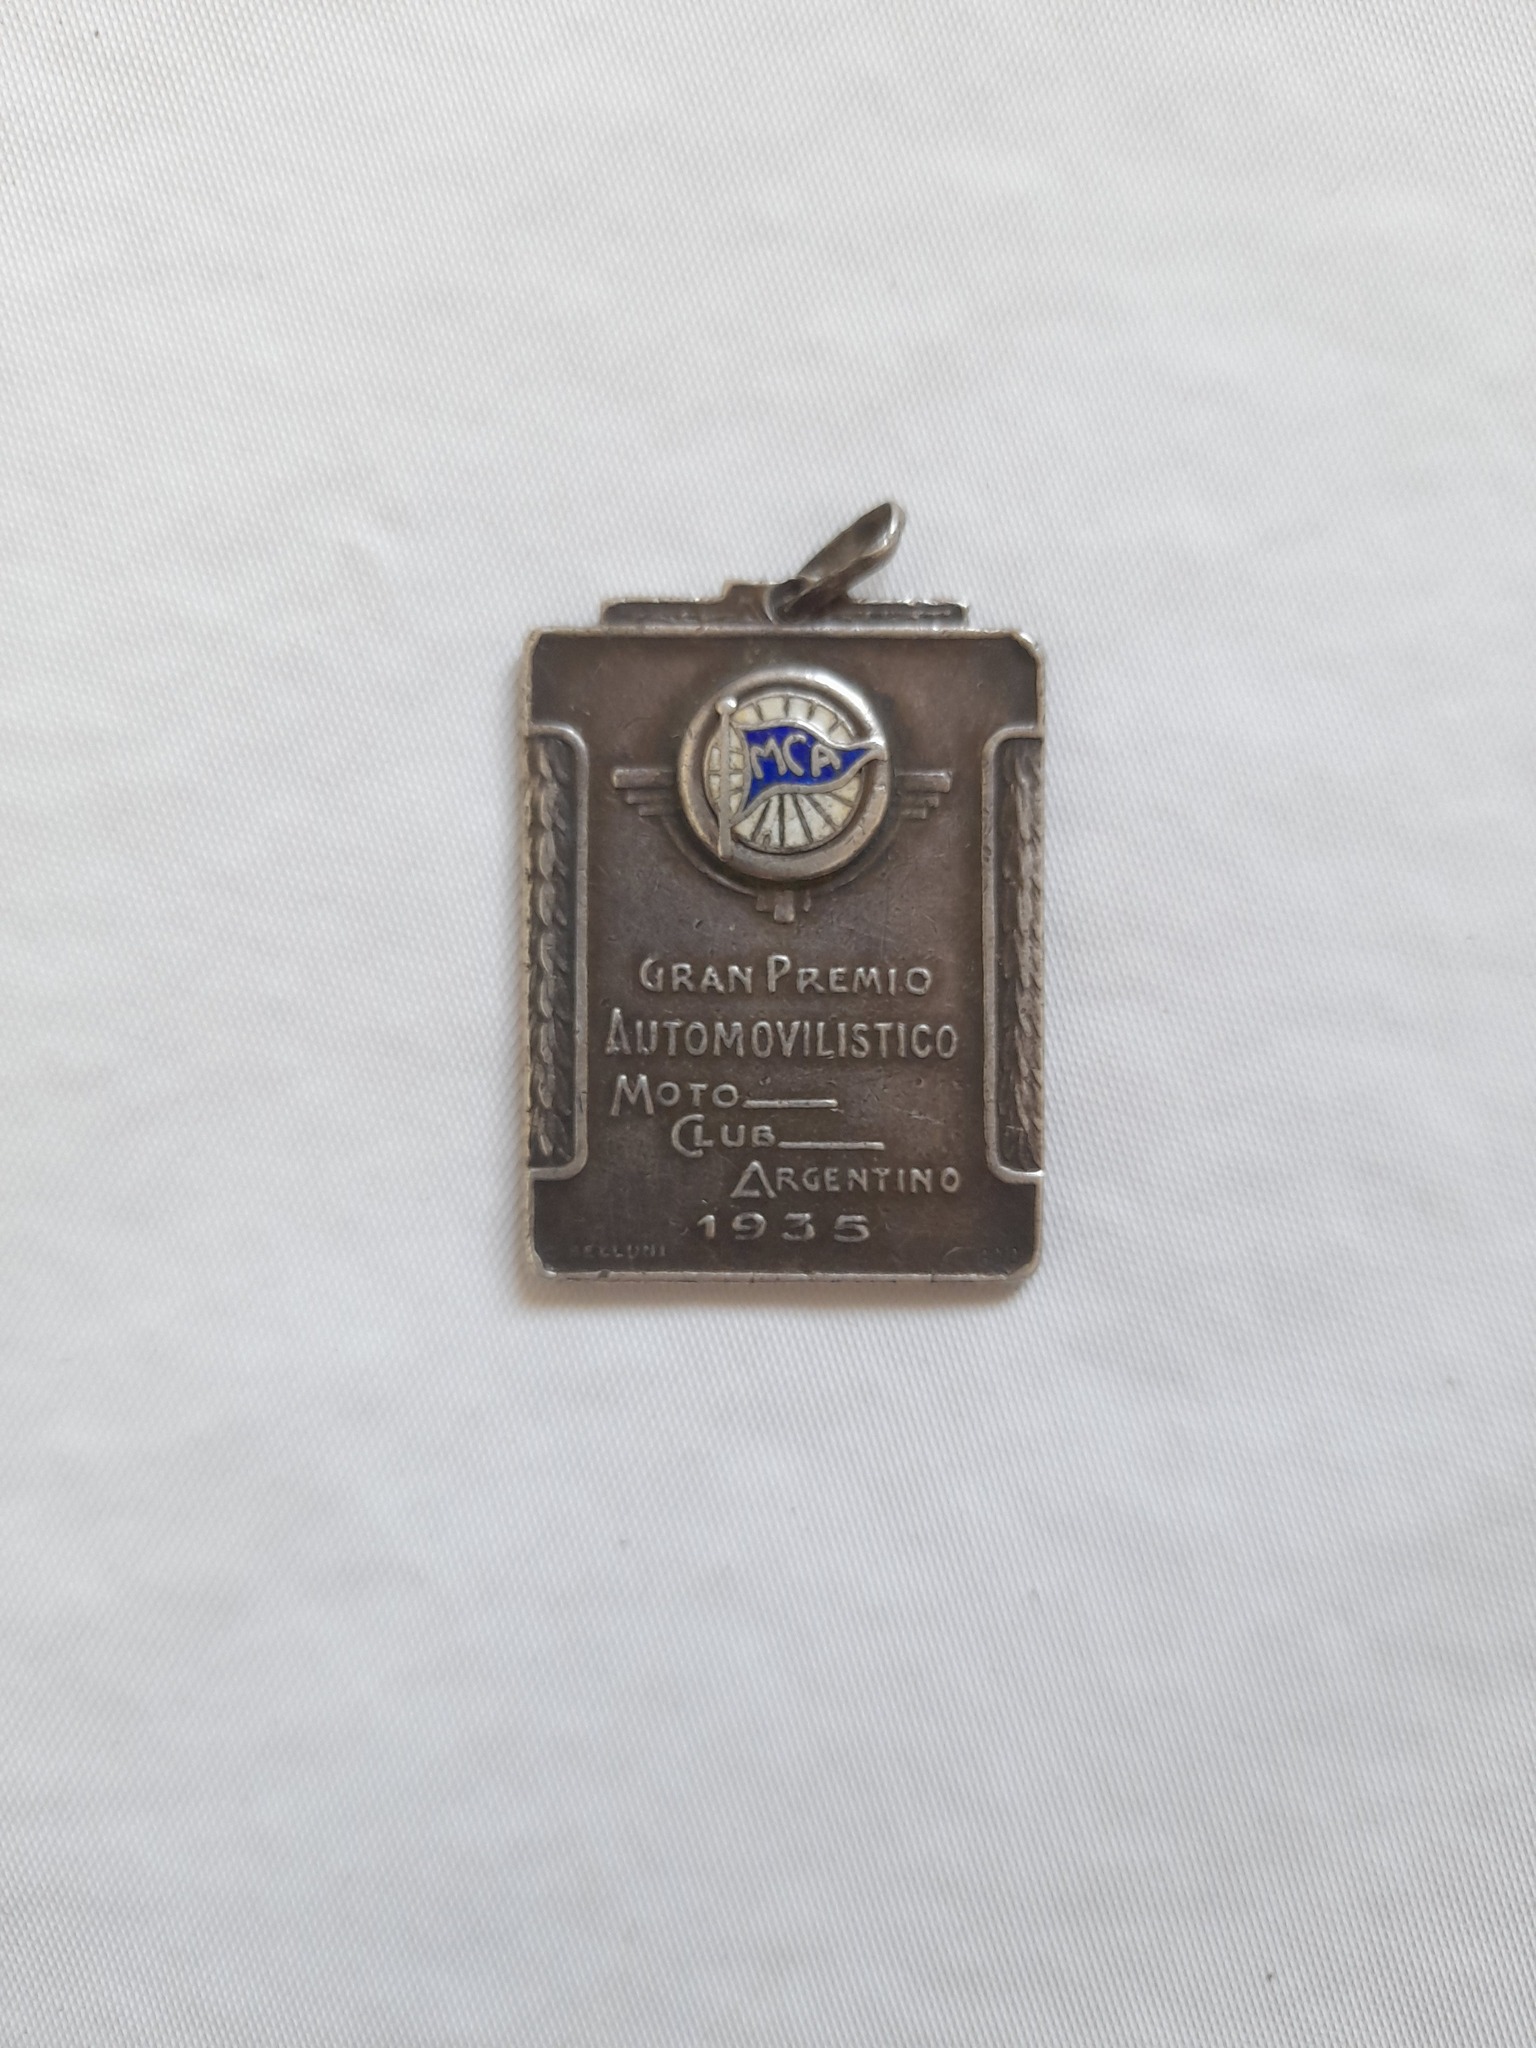 MCA
GRAN PREMIO
AUTOMOVILISTICO
MOTO
CLUB
ARGENTINO
1935